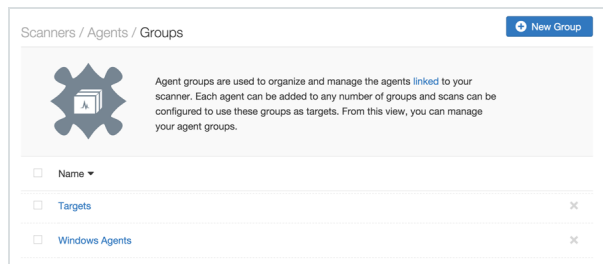 Scanners / Agents / Groups
New Group
Agent groups are used to organize and manage the agents linked to your
scanner. Each agent can be added to any number of groups and scans can be
configured to use these groups as targets. From this view, you can manage
your agent groups.
Name
Targets
Windows Agents